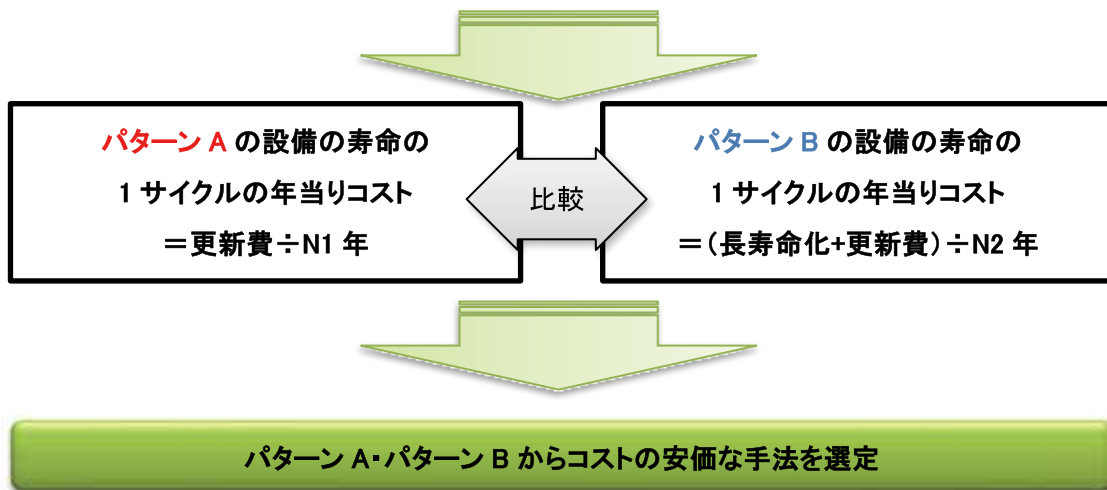 パターン A の設備の寿命の
1 サイクルの年当りコスト
＝更新費÷N1 年
比較
パターン B の設備の寿命の
1 サイクルの年当りコスト
＝（長寿命化+更新費）÷N2 年
パターン A・パターン B からコストの安価な手法を選定